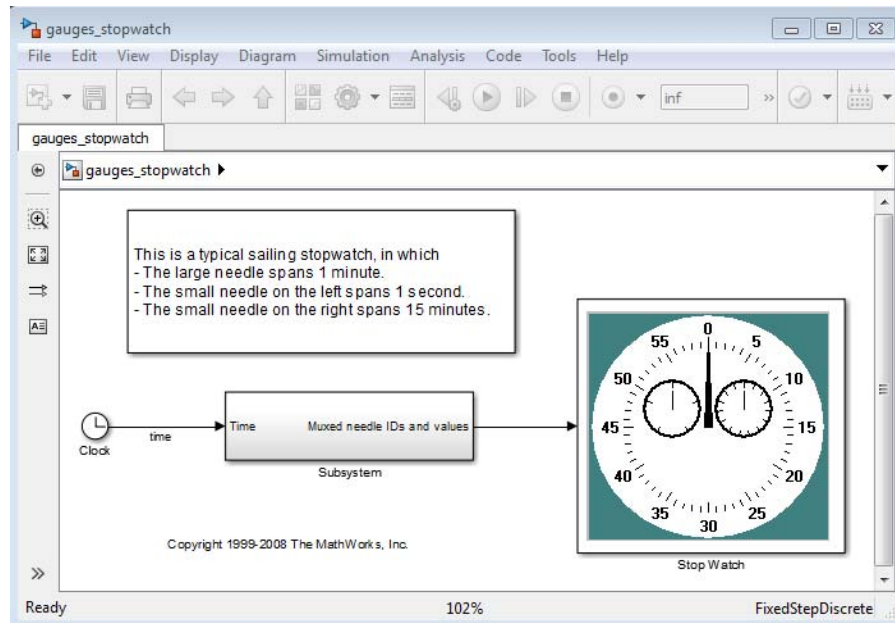 gauges_stopwatch
File Edit View Display Diagram Simulation Analysis Code Tools Help
inf
gauges_stopwatch
gauges_stopwatch
This is a typical sailing stopwatch, in which
- The large needle spans 1 minute.
- The small needle on the left spans 1 second.
- The small needle on the right spans 15 minutes.
Clock
time
Time
Muxed needle IDs and values
Subsystem
0
5
10
15
20
25
30
35
40
45
50
55
Stop Watch
Copyright 1999-2008 The MathWorks, Inc.
Ready 102% FixedStepDiscrete